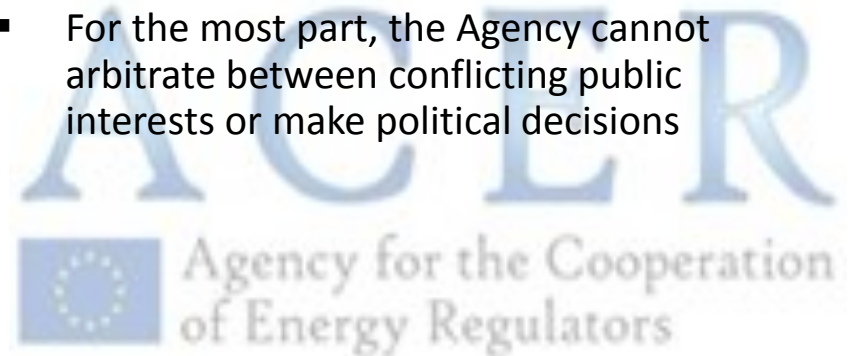 ▪ For the most part, the Agency cannot
arbitrate between conflicting public
interests or make political decisions
ACER
Agency for the Cooperation
of Energy Regulators